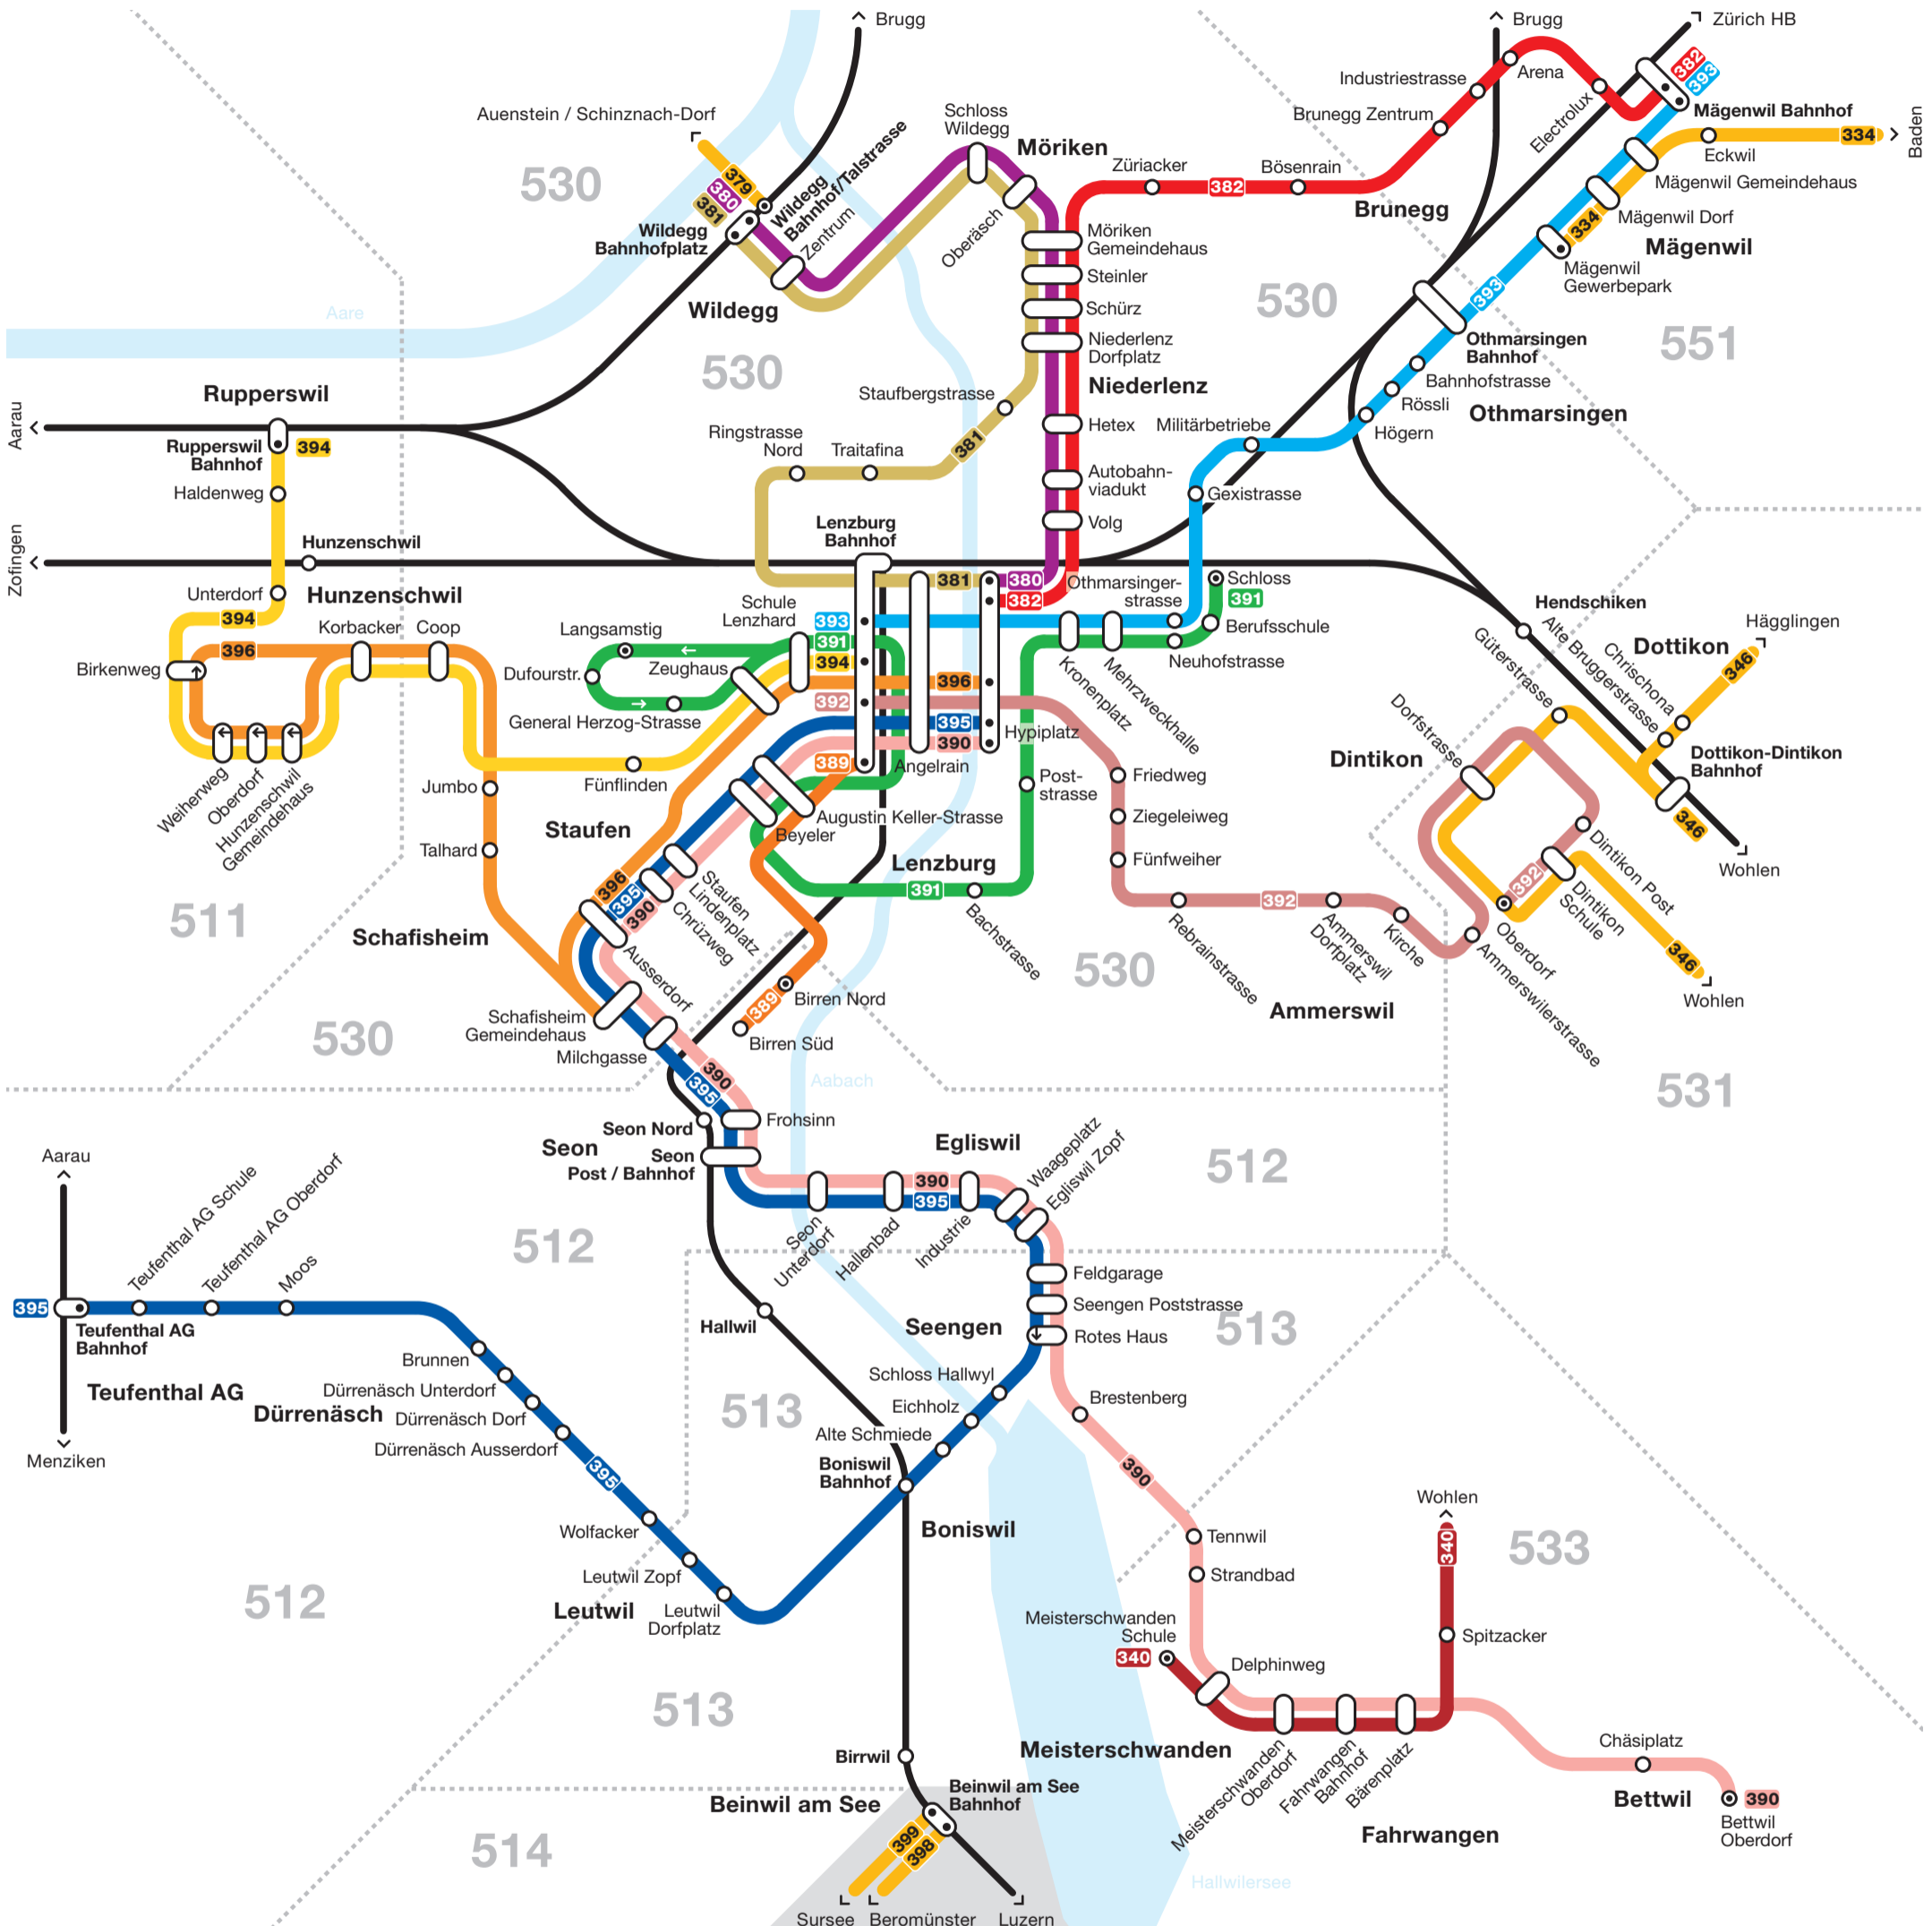 Brugg
Brugg
Zürich HB
382
393
Arena
Industriestrasse
Brunegg Zentrum
Electrolux
Mägenwil Bahnhof
334
Baden
Eckwil
Mägenwil Gemeindehaus
Mägenwil Dorf
334
Mägenwil
Mägenwil
Gewerbepark
Auenstein / Schinznach-Dorf
379
380
381
Wildegg
Bahnhof/Talstrasse
Wildegg
Bahnhofplatz
Zentrum
Wildegg
Schloss
Wildegg
Möriken
Oberäsch
Züriacker
382
Bösenrain
Brunegg
530
530
530
551
Aare
Möriken
Gemeindehaus
Steinler
Schürz
Niederlenz
Dorfplatz
Niederlenz
393
Othmarsingen
Bahnhof
Bahnhofstrasse
Rössli
Othmarsingen
Högern
Militärbetriebe
Gexistrasse
Staufbergstrasse
381
Ringstrasse
Nord
Traitafina
Hetex
Autobahn-
viadukt
Volg
Rupperswil
Aarau
Rupperswil
Bahnhof
394
Haldenweg
Zofingen
Hunzenschwil
Unterdorf
Hunzenschwil
394
396
Birkenweg
Korbacker
Coop
Weiherweg
Oberdorf
Hunzenschwil
Gemeindehaus
Jumbo
Talhard
Lenzburg
Bahnhof
Schule
Lenzhard
381
380
382
393
391
394
396
392
395
390
389
Othmarsinger-
strasse
Schloss
391
Berufsschule
Neuhofstrasse
Kronenplatz
Mehrzweckhalle
Hypiplatz
Angelrain
Langsamstig
Dufourstr.
Zeughaus
General Herzog-Strasse
Fünflinden
Augustin Keller-Strasse
Beyeler
Staufen
Lenzburg
391
Bachstrasse
Post-
strasse
Friedweg
Ziegeleiweg
Fünfweiher
392
Rebrainstrasse
Ammerswil
Dorfplatz
Kirche
Ammerswil
Ammerswilerstrasse
Hendschiken
Güterstrasse
Alte Bruggerstrasse
Chrischona
Dottikon
Hägglingen
346
Dottikon-Dintikon
Bahnhof
346
Wohlen
Dorfstrasse
Dintikon
Dintikon Post
Dintikon
Schule
392
Oberdorf
346
Wohlen
511
530
530
531
Schafisheim
396
395
390
Staufen
Lindenplatz
Chrüzweg
Ausserdorf
Schafisheim
Gemeindehaus
Milchgasse
Birren Nord
389
Birren Süd
Aabach
390
395
Seon Nord
Frohsinn
Seon
Seon
Post / Bahnhof
Egliswil
390
395
Waageplatz
Egliswil Zopf
Seon
Unterdorf
Hallenbad
Industrie
512
512
Aarau
Teufenthal AG Schule
Teufenthal AG Oberdorf
Moos
395
Teufenthal AG
Bahnhof
Teufenthal AG
Menziken
Brunnen
Dürrenäsch Unterdorf
Dürrenäsch
Dürrenäsch Dorf
Dürrenäsch Ausserdorf
395
Wolfacker
Leutwil Zopf
Leutwil
Leutwil
Dorfplatz
512
Hallwil
Feldgarage
Seengen Poststrasse
Seengen
Rotes Haus
513
Schloss Hallwyl
Eichholz
Alte Schmiede
Boniswil
Bahnhof
Boniswil
513
Brestenberg
390
Tennwil
Strandbad
Meisterschwanden
Schule
340
Delphinweg
Wohlen
340
533
Spitzacker
Meisterschwanden
Meisterschwanden
Oberdorf
Fahrwangen
Bahnhof
Bärenplatz
Fahrwangen
Chäsiplatz
Bettwil
390
Bettwil
Oberdorf
513
Birrwil
Beinwil am See
Beinwil am See
Bahnhof
399
398
514
Sursee
Beromünster
Luzern
Hallwilersee